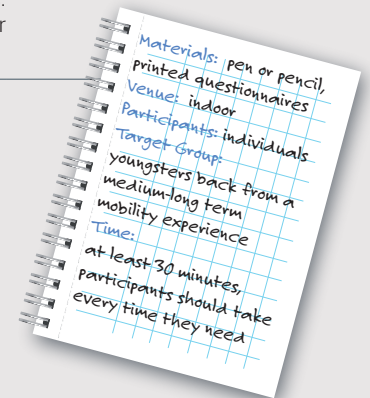 :
r
Materials: pen or pencil,
printed questionnaires
Venue: indoor
Participants: individuals
Target Group:
youngsters back from a
medium-long term
mobility experience
Time:
at least 30 minutes,
participants should take
every time they need